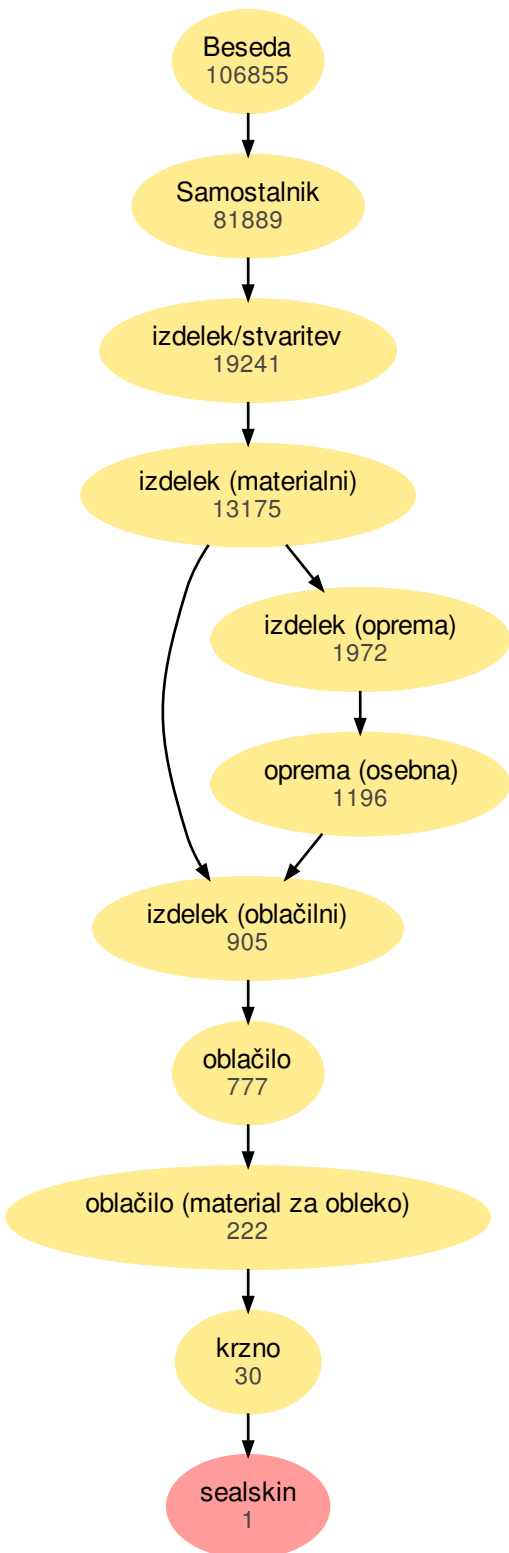 Beseda
106855
Samostalnik
81889
izdelek/stvaritev
19241
izdelek (materialni)
13175
izdelek (oprema)
1972
oprema (osebna)
1196
izdelek (oblačilni)
905
oblačilo
777
oblačilo (material za obleko)
222
krzno
30
sealskin
1